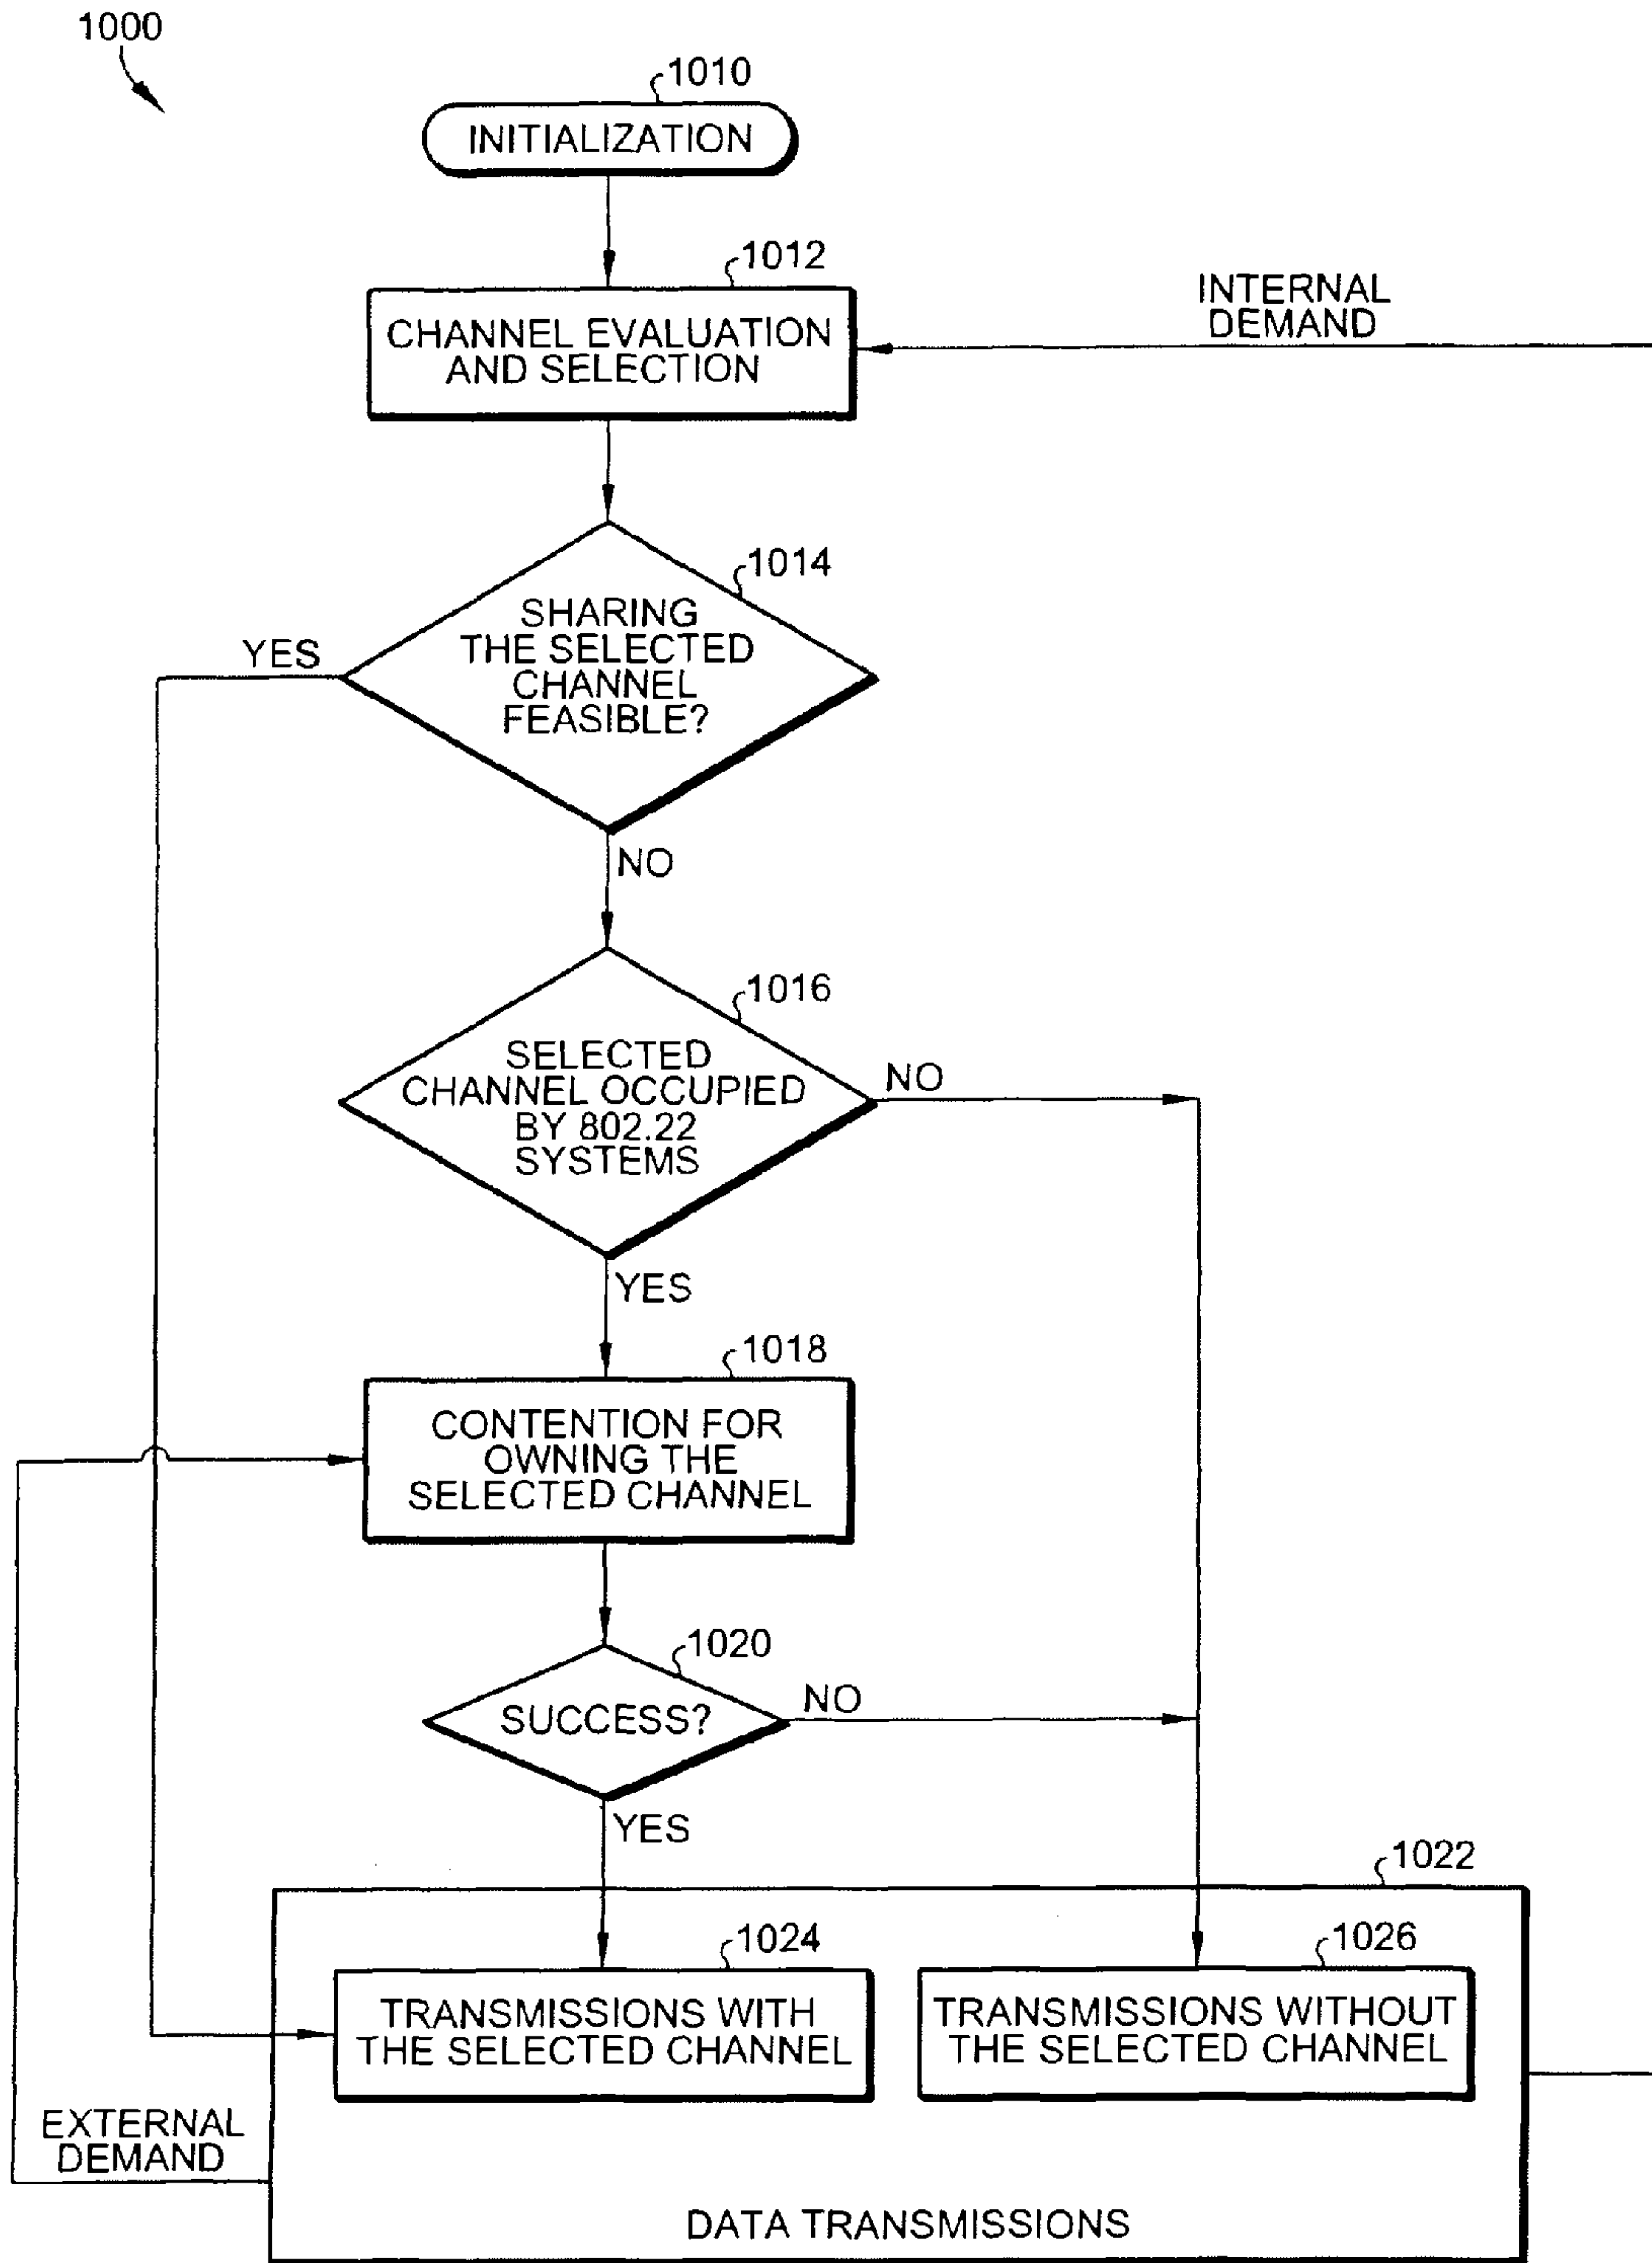 1000
1010
INITIALIZATION
1012
CHANNEL EVALUATION
AND SELECTION
INTERNAL
DEMAND
1014
SHARING
THE SELECTED
CHANNEL
FEASIBLE?
YES
NO
1016
SELECTED
CHANNEL OCCUPIED
BY 802.22
SYSTEMS
NO
YES
1018
CONTENTION FOR
OWNING THE
SELECTED CHANNEL
1020
SUCCESS?
NO
YES
1022
1024
TRANSMISSIONS WITH
THE SELECTED CHANNEL
1026
TRANSMISSIONS WITHOUT
THE SELECTED CHANNEL
EXTERNAL
DEMAND
DATA TRANSMISSIONS